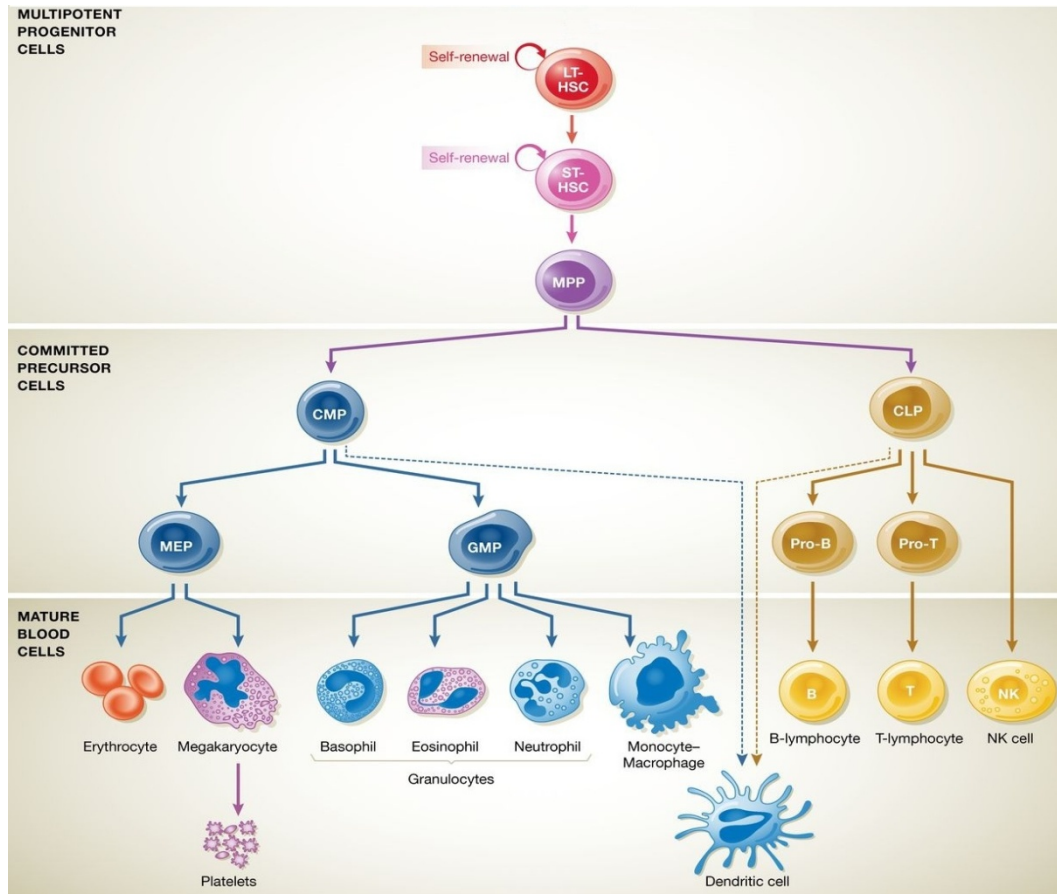 MULTIPOTENT
PROGENITOR
CELLS
Self-renewal
LT-
HSC
Self-renewal
ST-
HSC
MPP
COMMITTED
PRECURSOR
CELLS
CMP
CLP
MEP
GMP
Pro-B
Pro-T
MATURE
BLOOD
CELLS
B
T
NK
Erythrocyte
Megakaryocyte
Basophil
Eosinophil
Neutrophil
Monocyte–
Macrophage
B-lymphocyte
T-lymphocyte
NK cell
Granulocytes
Platelets
Dendritic cell